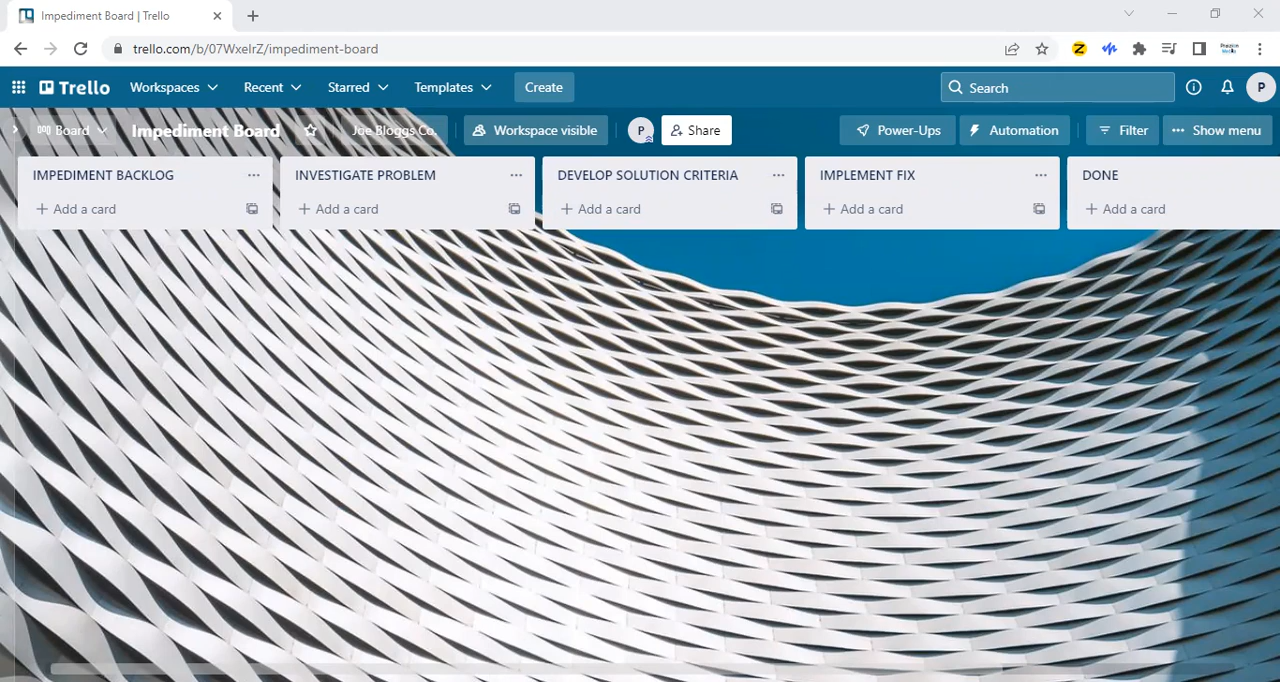 Impediment Board | Trello
trello.com/b/07WxelrZ/impediment-board
Trello Workspaces Recent Starred Templates Create Search P
Board Impediment Board Joe Bloggs Co. Workspace visible P Share Power-Ups Automation Filter Show menu
IMPEDIMENT BACKLOG INVESTIGATE PROBLEM DEVELOP SOLUTION CRITERIA IMPLEMENT FIX DONE
Add a card Add a card Add a card Add a card Add a card